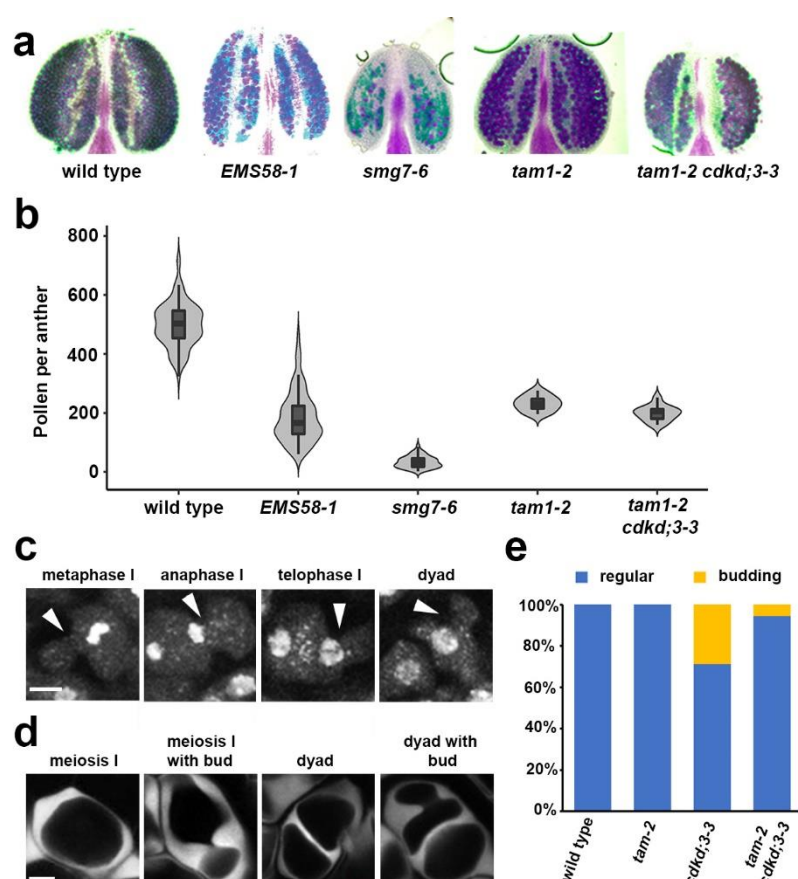 a
wild type
EMS58-1
smg7-6
tam1-2
tam1-2 cdkd;3-3
b
Pollen per anther
800
600
400
200
0
wild type
EMS58-1
smg7-6
tam1-2
tam1-2
cdkd;3-3
c
metaphase I
anaphase I
telophase I
dyad
d
meiosis I
meiosis I
with bud
dyad
dyad with
bud
e
regular
budding
100%
80%
60%
40%
20%
0%
wild type
tam-2
cdkd;3-3
tam-2
cdkd;3-3